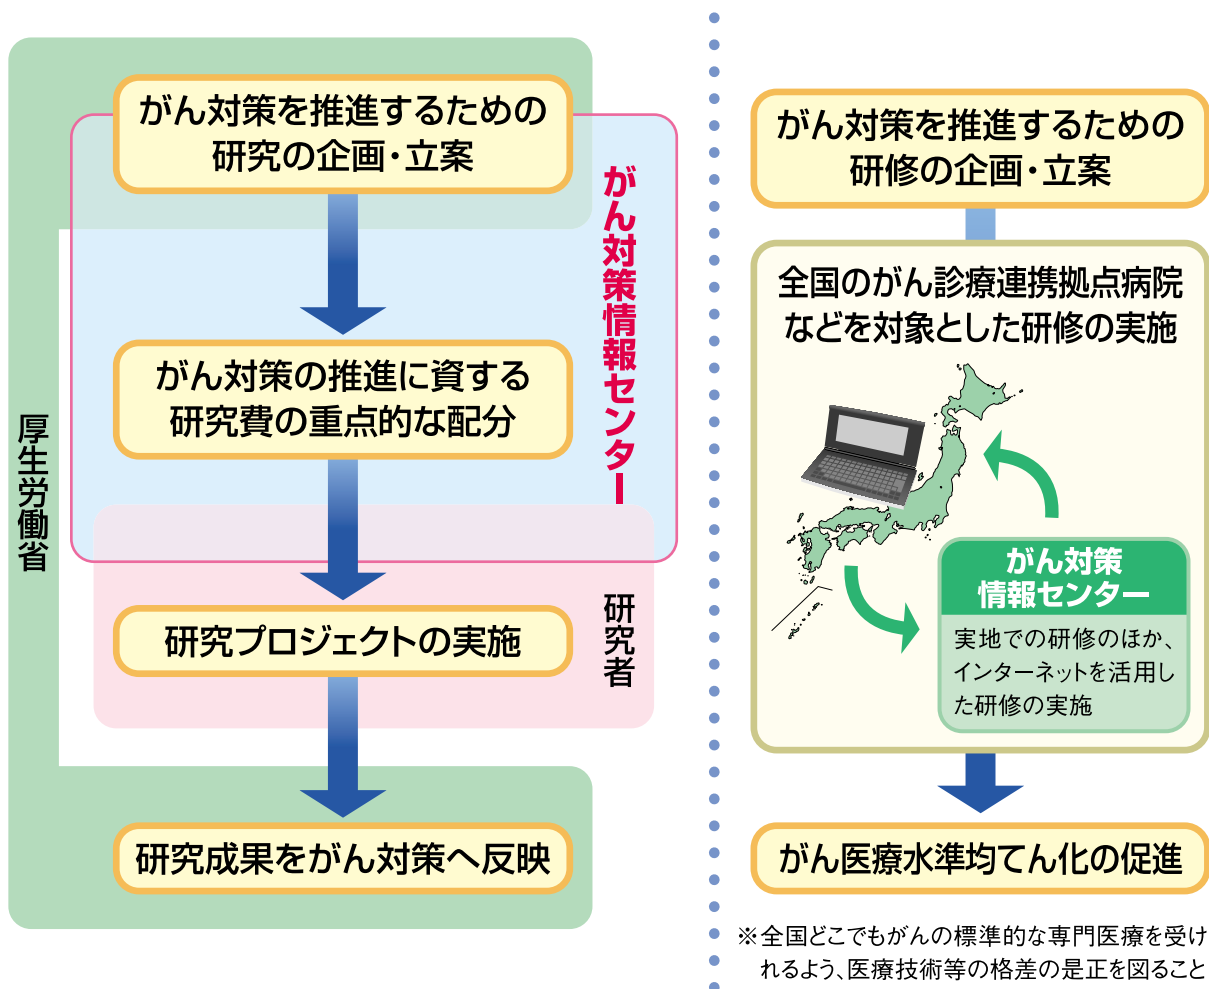 がん対策を推進するための
研究の企画・立案
がん対策情報センター
がん対策の推進に資する
研究費の重点的な配分
厚生労働省
研究プロジェクトの実施
研究者
研究成果をがん対策へ反映
がん対策を推進するための
研修の企画・立案
全国のがん診療連携拠点病院
などを対象とした研修の実施
がん対策
情報センター
実地での研修のほか、
インターネットを活用し
た研修の実施
がん医療水準均てん化の促進
※全国どこでもがんの標準的な専門医療を受け
れるよう、医療技術等の格差の是正を図ること